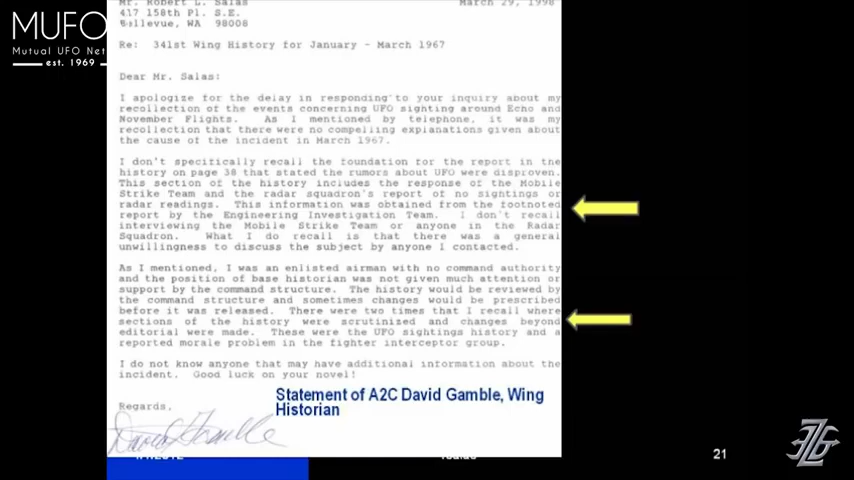 MUFO
Mutual UFO Net
est. 1969
Mr. Robert L. Salas
March 29, 1998
417 158th Pl. S.E.
Bellevue, WA 98008
Re: 341st Wing History for January - March 1967
Dear Mr. Salas:
I apologize for the delay in responding to your inquiry about my
recollection of the events concerning UFO sighting around Echo and
November Flights. As I mentioned by telephone, it was my
recollection that there were no compelling explanations given about
the cause of the incident in March 1967.
I don't specifically recall the foundation for the report in the
history on page 38 that stated the rumors about UFO were disproven.
This section of the history includes the response of the Mobile
Strike Team and the radar squadron's report of no sightings or
radar readings. This information was obtained from the footnoted
report by the Engineering Investigation Team. I don't recall
interviewing the Mobile Strike Team or anyone in the Radar
Squadron. What I do recall is that there was a general
unwillingness to discuss the subject by anyone I contacted.
As I mentioned, I was an enlisted airman with no command authority
and the position of base historian was not given much attention or
support by the command structure. The history would be reviewed by
the command structure and sometimes changes would be prescribed
before it was released. There were two times that I recall where
sections of the history were scrutinized and changes beyond
editorial were made. These were the UFO sightings history and a
reported morale problem in the fighter interceptor group.
I do not know anyone that may have additional information about the
incident. Good luck on your novel!
Statement of A2C David Gamble, Wing
Historian
Regards,
David Gamble
21